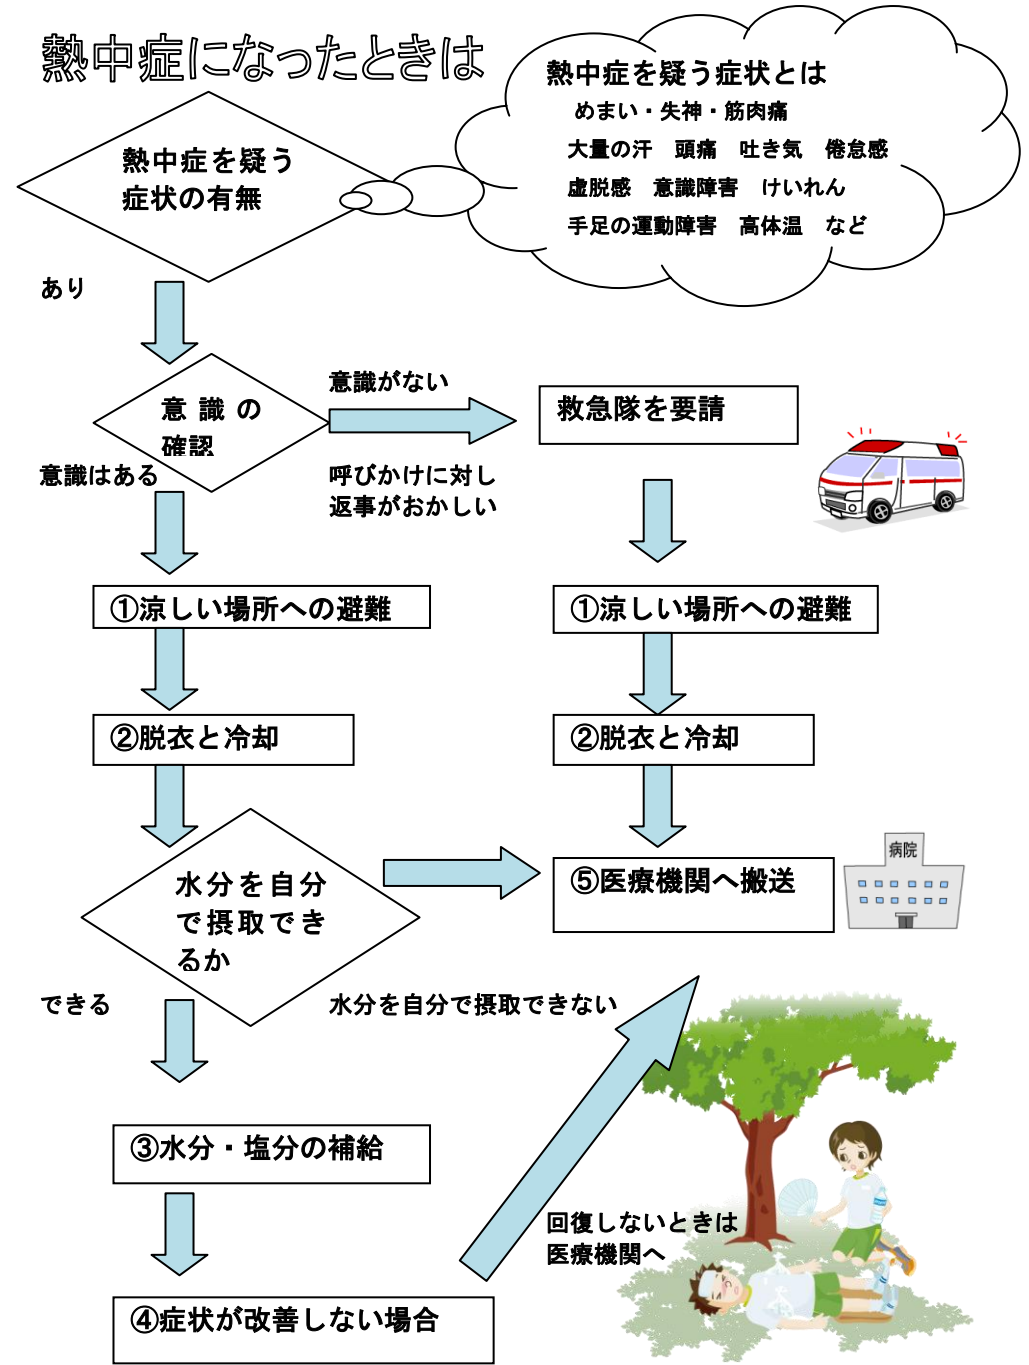 熱中症になったときは
熱中症を疑う症状とは
めまい・失神・筋肉痛
大量の汗　頭痛　吐き気　倦怠感
虚脱感　意識障害　けいれん
手足の運動障害　高体温　など
熱中症を疑う
症状の有無
あり
意識の
確認
意識がない
呼びかけに対し
返事がおかしい
救急隊を要請
意識はある
①涼しい場所への避難
①涼しい場所への避難
②脱衣と冷却
②脱衣と冷却
水分を自分
で摂取でき
るか
⑤医療機関へ搬送
病院
できる
水分を自分で摂取できない
③水分・塩分の補給
回復しないときは
医療機関へ
④症状が改善しない場合